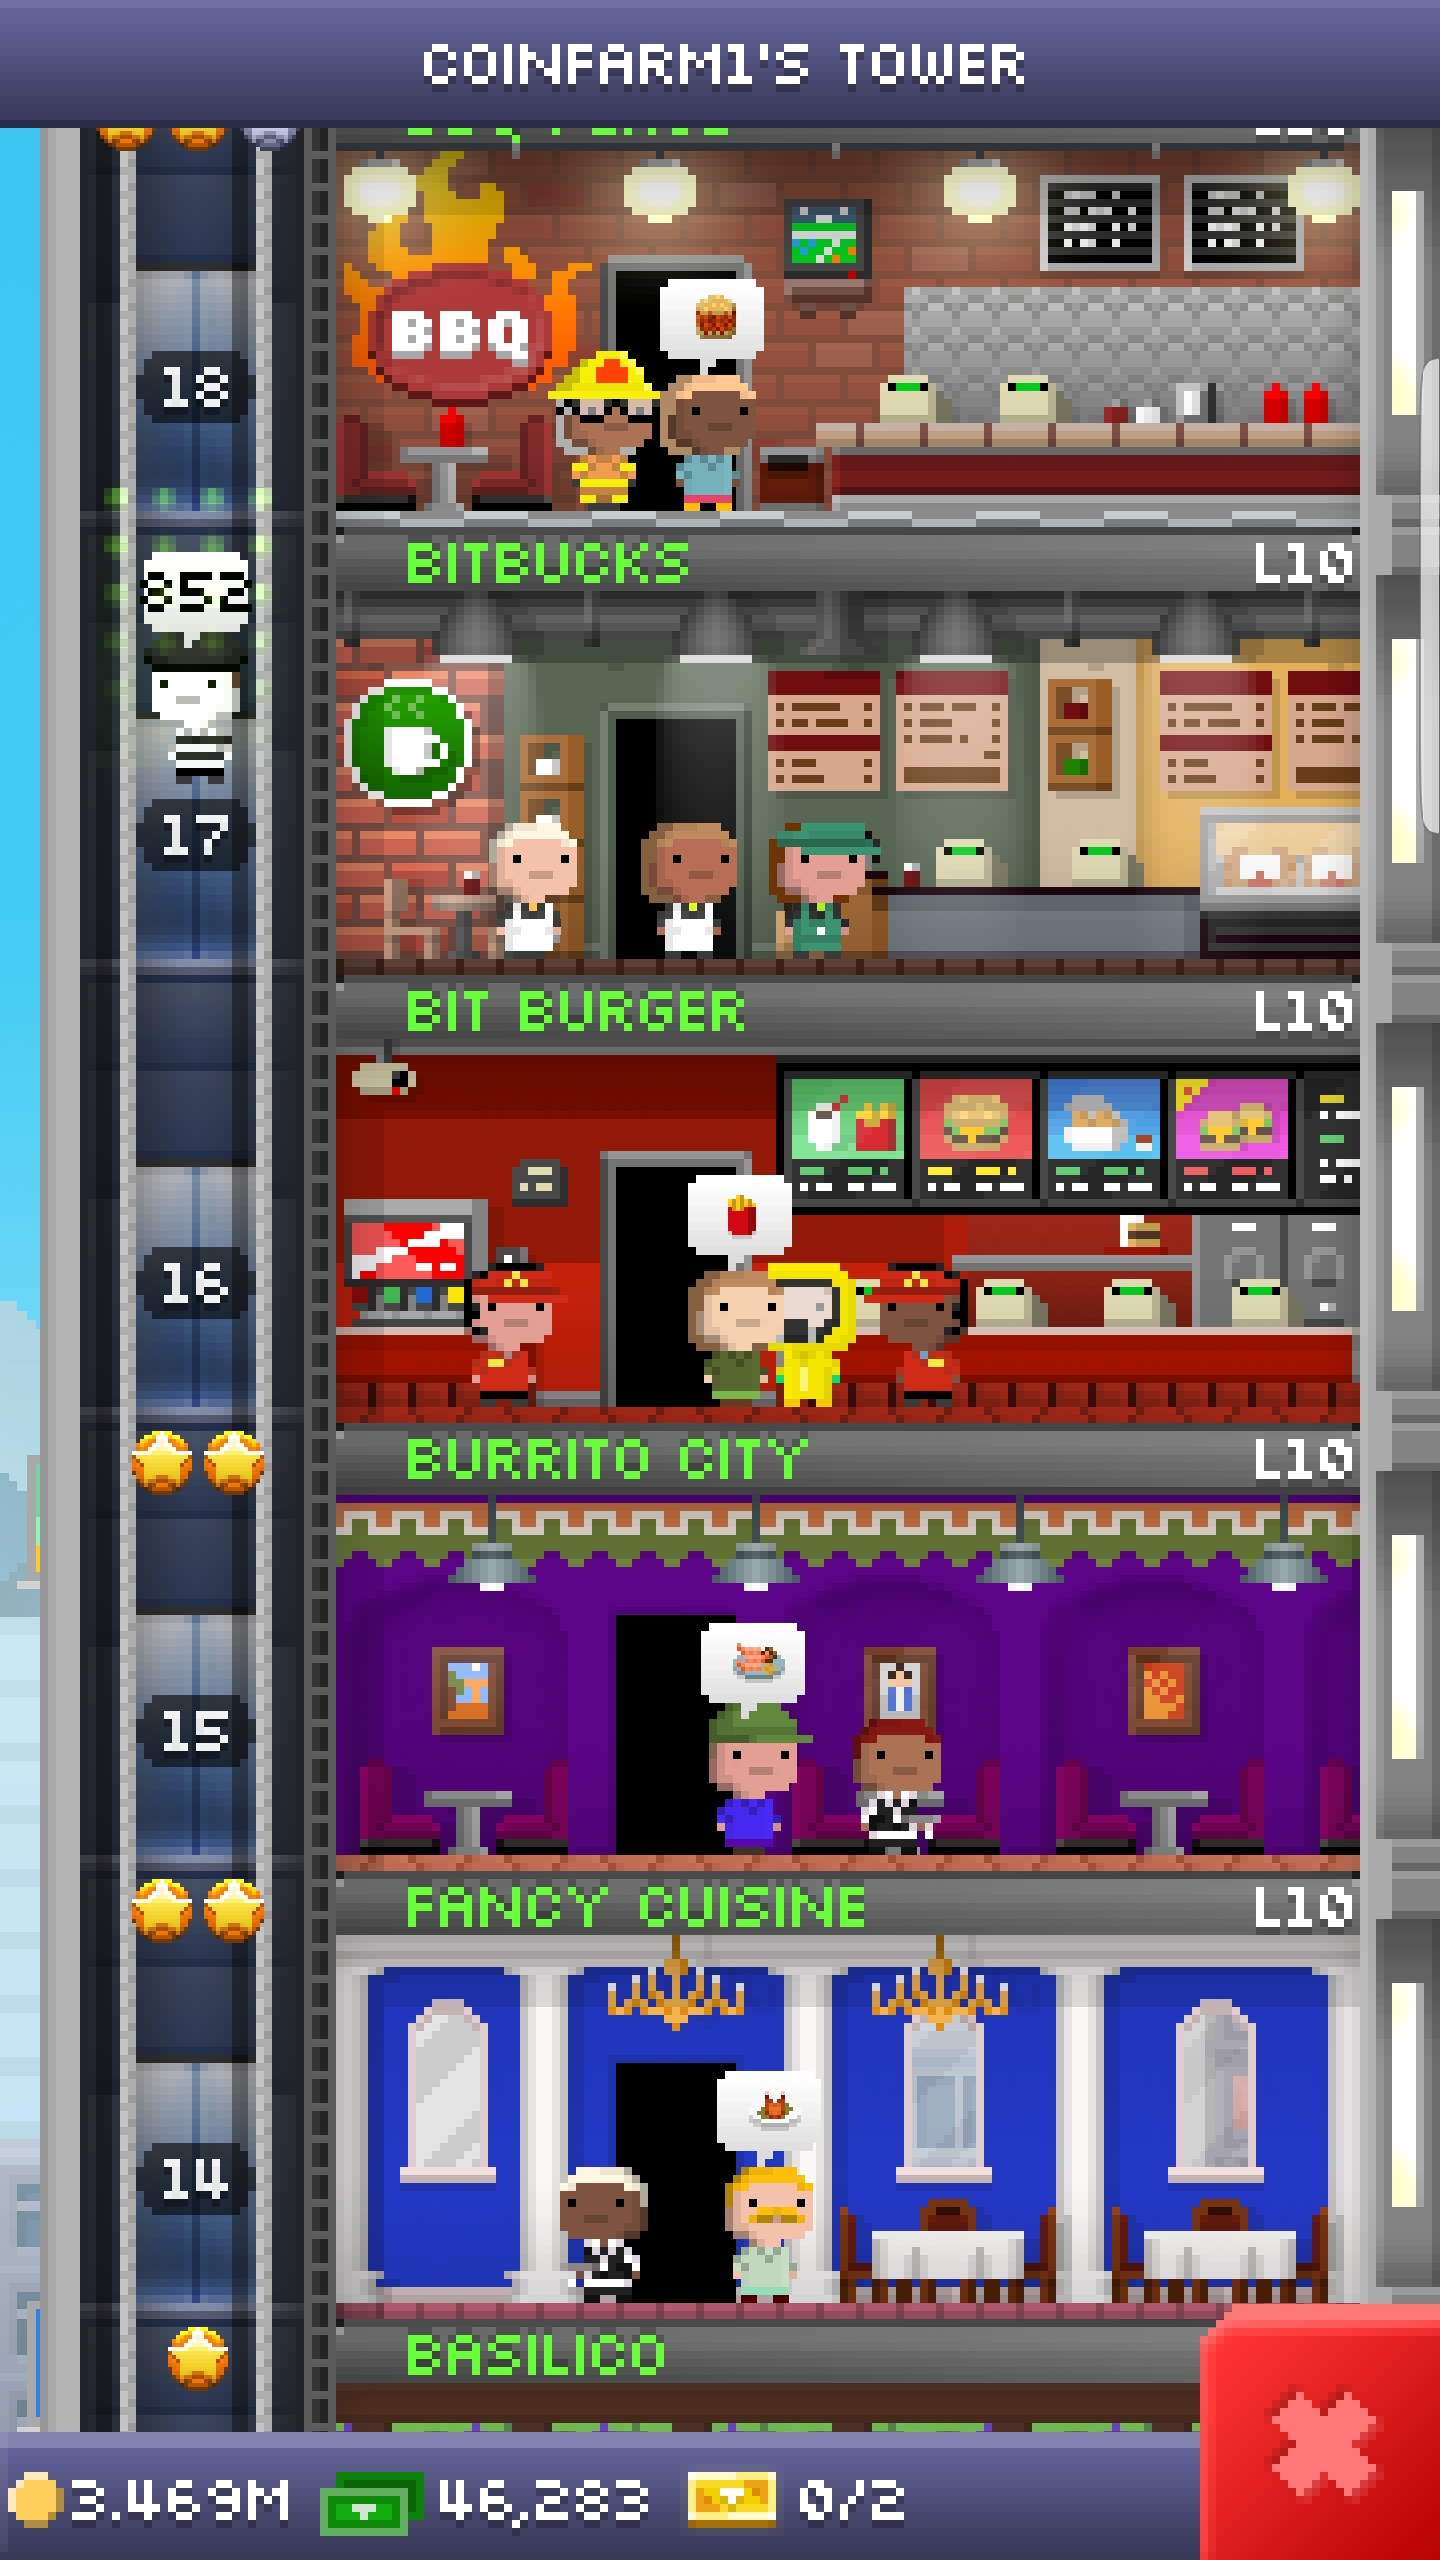 COINFARM1'S TOWER
BBQ
18
BITBUCKS L10
852
17
BIT BURGER L10
16
BURRITO CITY L10
15
FANCY CUISINE L10
14
BASILICO
3.469M 46,283 0/2